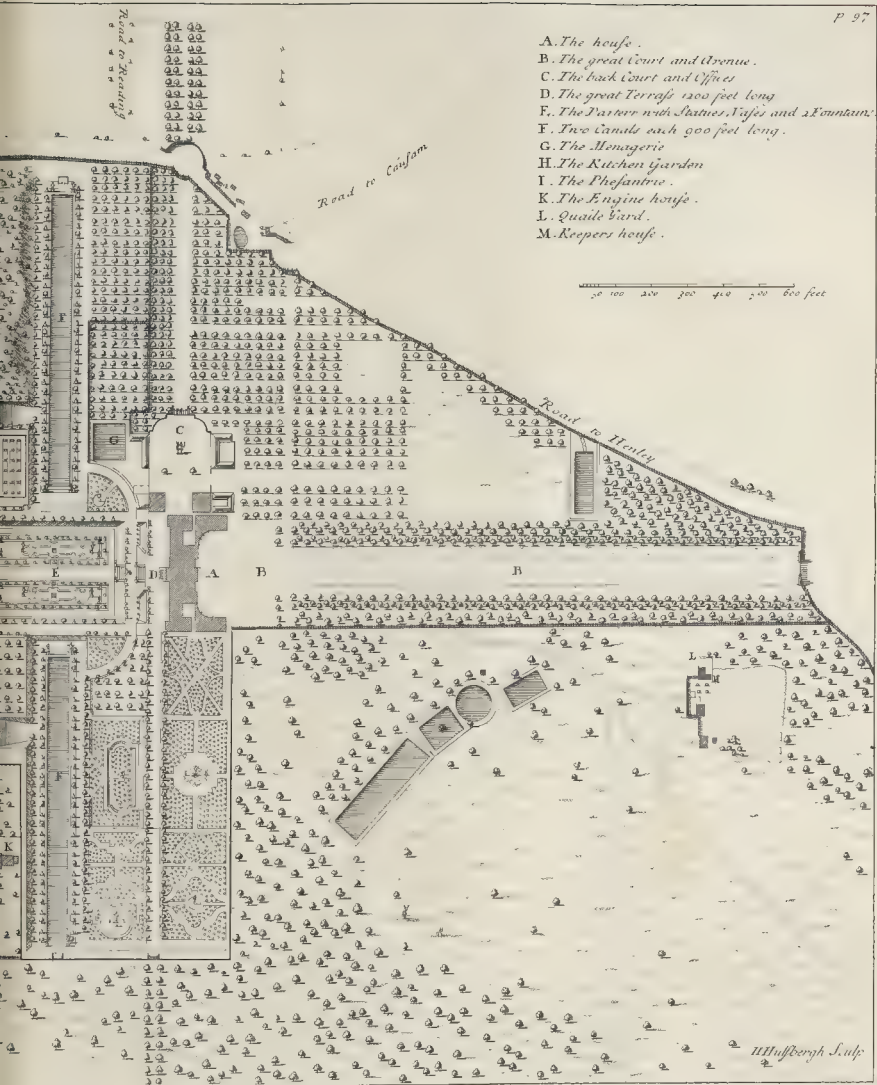 P 97
A. The house.
B. The great Court and Avenue.
C. The back Court and Offices
D. The great Terrass 1200 feet long
E. The Parterr with Statues, Vases and 2 Fountains.
F. Two Canals each 900 feet long.
G. The Menagerie
H. The Kitchen Garden
I. The Phesantrie.
K. The Engine house.
L. Quaile Yard.
M. Keepers house.
50 100 200 300 400 500 600 feet
Road to Reading
Road to Causam
Road to Henley
C
G
E
D
A
B
B
L
M
K
H Hulsbergh Sculp